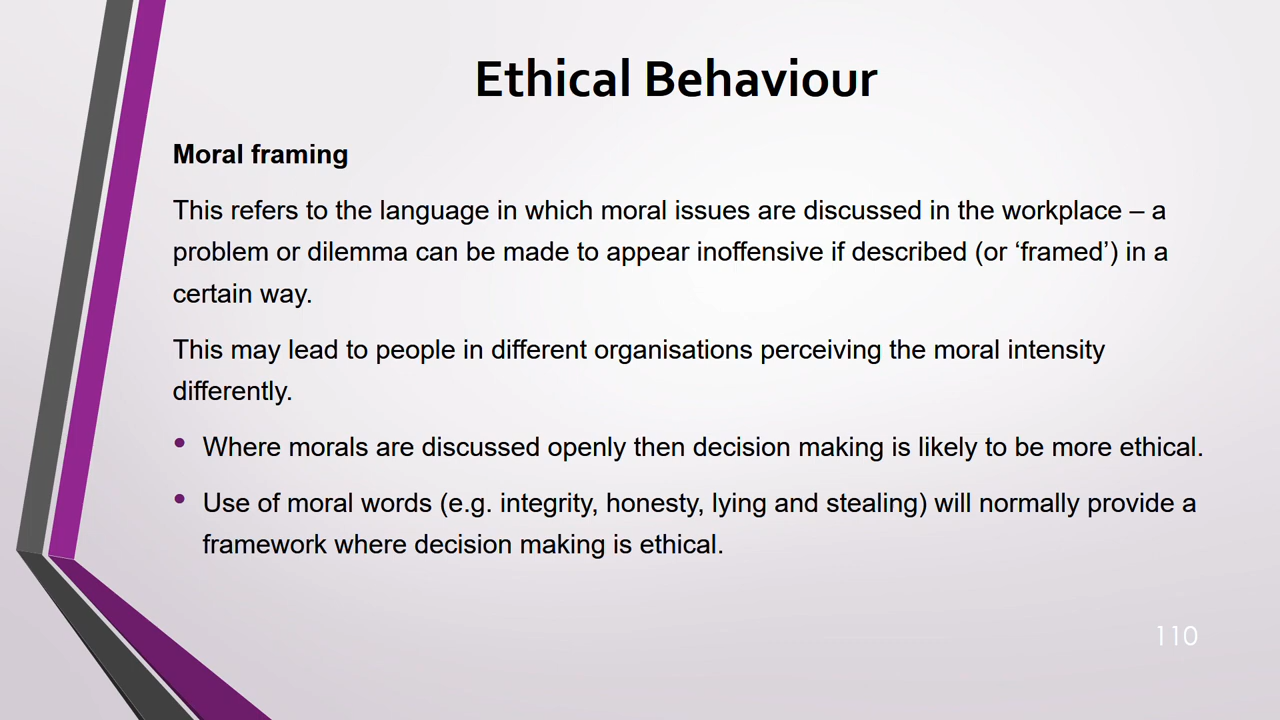 Ethical Behaviour
Moral framing
This refers to the language in which moral issues are discussed in the workplace – a
problem or dilemma can be made to appear inoffensive if described (or ‘framed’) in a
certain way.
This may lead to people in different organisations perceiving the moral intensity
differently.
• Where morals are discussed openly then decision making is likely to be more ethical.
• Use of moral words (e.g. integrity, honesty, lying and stealing) will normally provide a
framework where decision making is ethical.
110